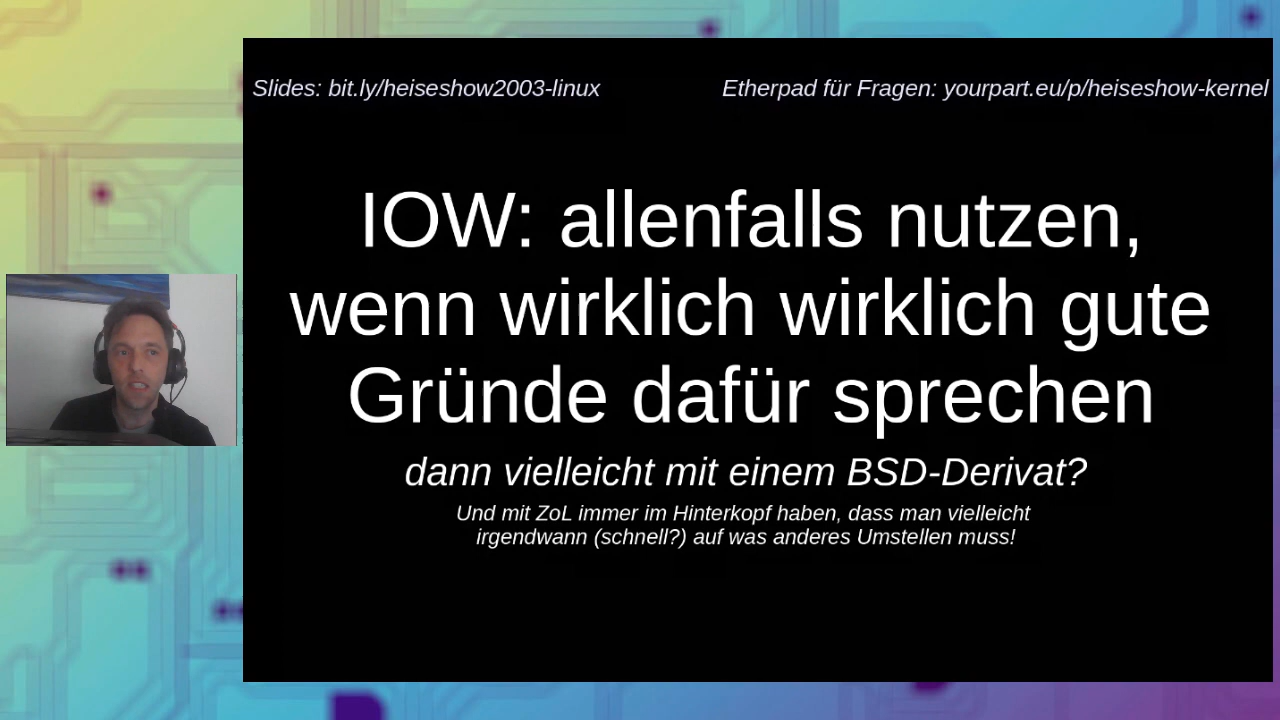 Slides: bit.ly/heiseshow2003-linux
Etherpad für Fragen: yourpart.eu/p/heiseshow-kernel
IOW: allenfalls nutzen,
wenn wirklich wirklich gute
Gründe dafür sprechen
dann vielleicht mit einem BSD-Derivat?
Und mit ZoL immer im Hinterkopf haben, dass man vielleicht
irgendwann (schnell?) auf was anderes Umstellen muss!